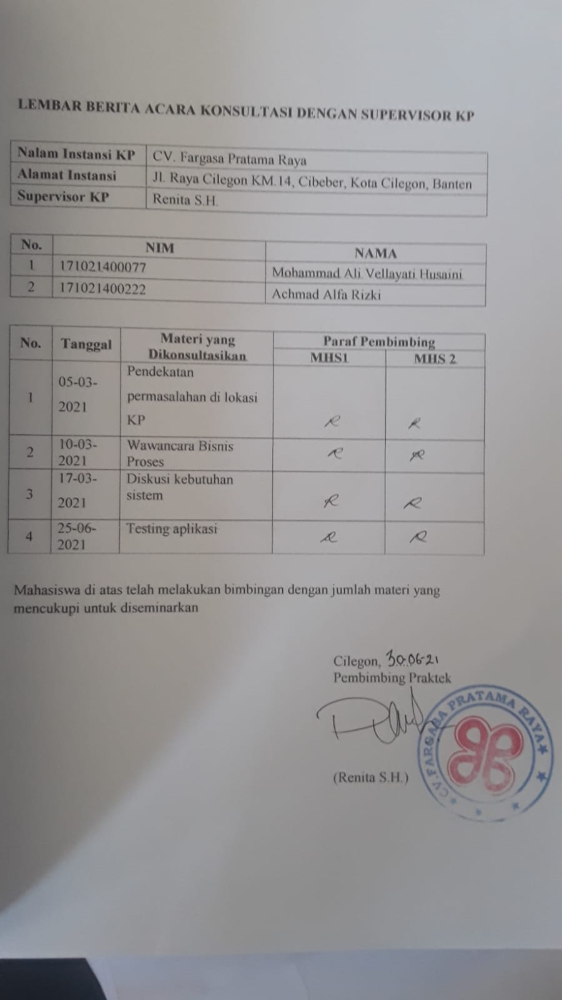 LEMBAR BERITA ACARA KONSULTASI DENGAN SUPERVISOR KP
Nalam Instansi KP CV. Fargasa Pratama Raya
Alamat Instansi Jl. Raya Cilegon KM.14, Cibeber, Kota Cilegon, Banten
Supervisor KP Renita S.H.
No. NIM NAMA
1 171021400077 Mohammad Ali Vellayati Husaini
2 171021400222 Achmad Alfa Rizki
No. Tanggal Materi yang Dikonsultasikan Paraf Pembimbing
MHS1 MHS 2
1 05-03-2021 Pendekatan permasalahan di lokasi KP R R
2 10-03-2021 Wawancara Bisnis Proses R R
3 17-03-2021 Diskusi kebutuhan sistem R R
4 25-06-2021 Testing aplikasi R R
Mahasiswa di atas telah melakukan bimbingan dengan jumlah materi yang
mencukupi untuk diseminarkan
Cilegon, 30-06-21
Pembimbing Praktek
CV. FARGASA PRATAMA RAYA
(Renita S.H.)